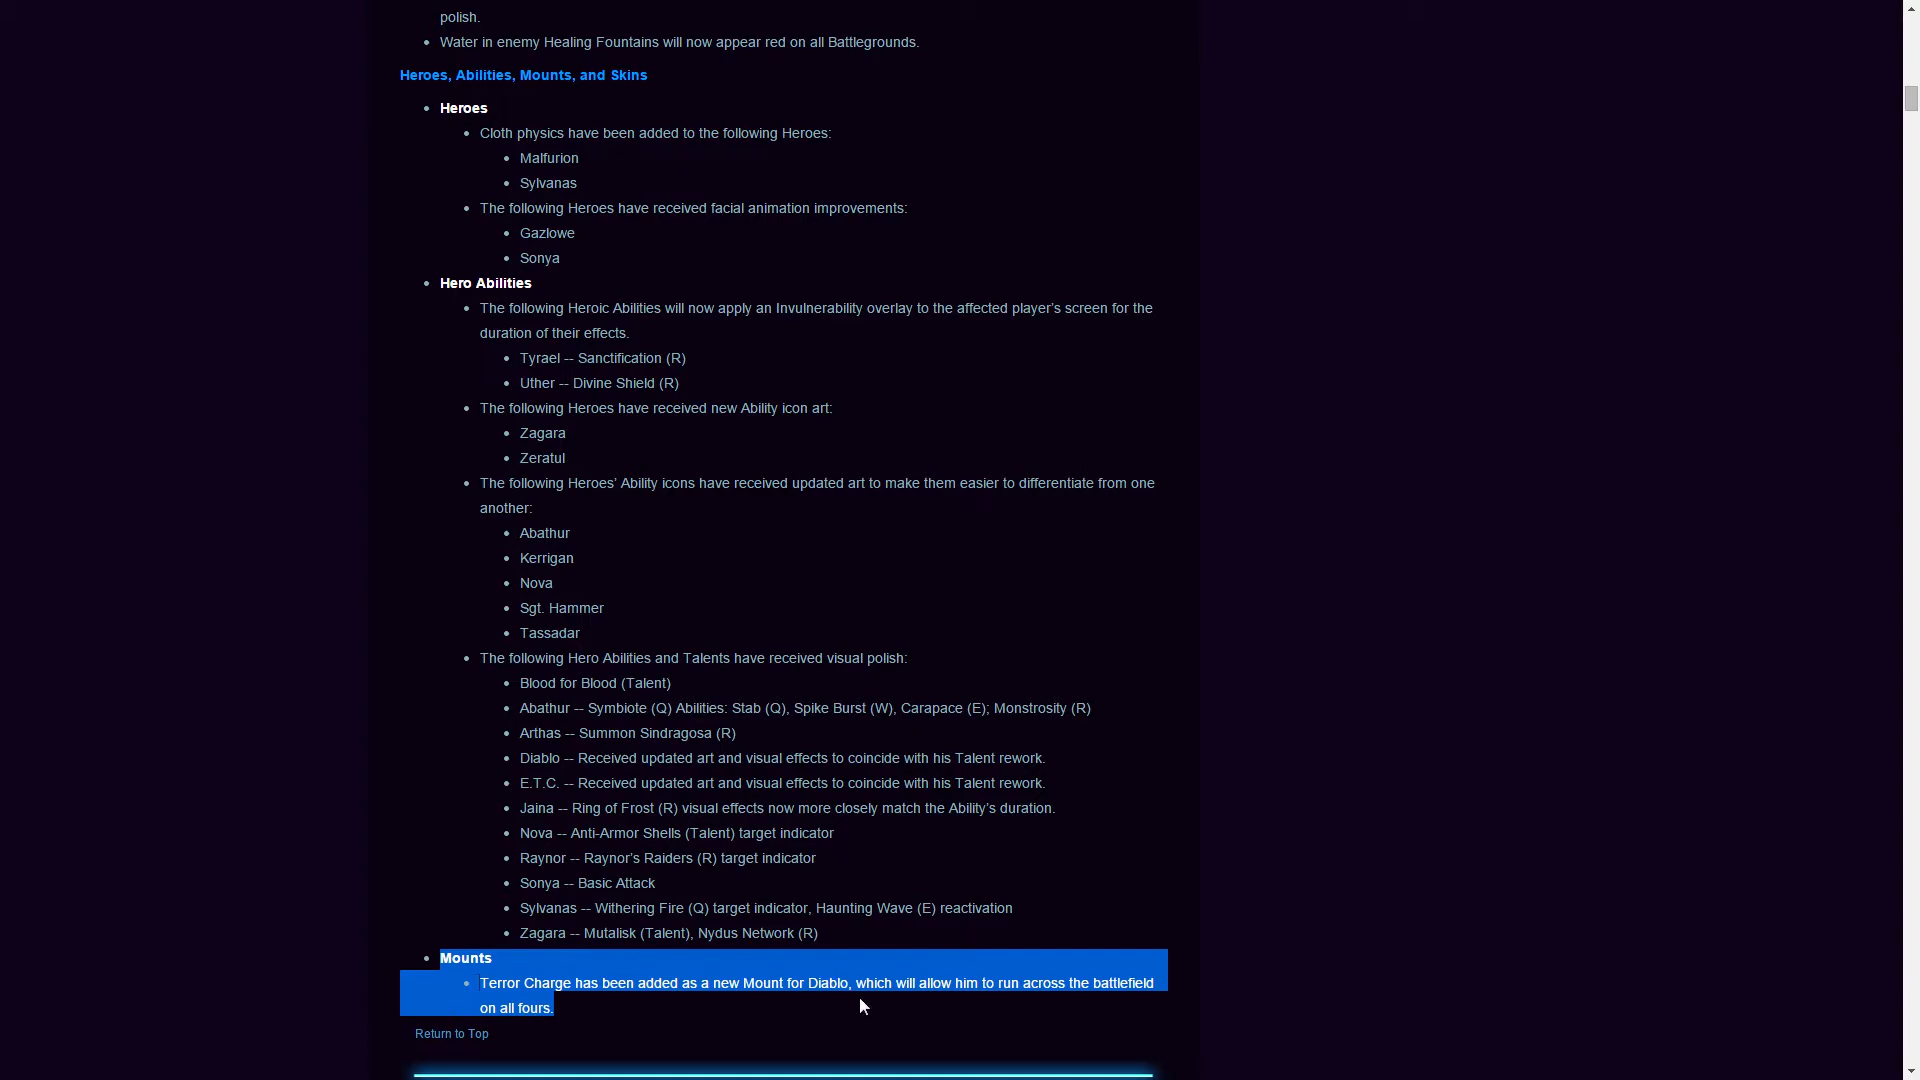 polish.
Water in enemy Healing Fountains will now appear red on all Battlegrounds.
Heroes, Abilities, Mounts, and Skins
Heroes
Cloth physics have been added to the following Heroes:
Malfurion
Sylvanas
The following Heroes have received facial animation improvements:
Gazlowe
Sonya
Hero Abilities
The following Heroic Abilities will now apply an Invulnerability overlay to the affected player's screen for the
duration of their effects.
Tyrael -- Sanctification (R)
Uther -- Divine Shield (R)
The following Heroes have received new Ability icon art:
Zagara
Zeratul
The following Heroes' Ability icons have received updated art to make them easier to differentiate from one
another:
Abathur
Kerrigan
Nova
Sgt. Hammer
Tassadar
The following Hero Abilities and Talents have received visual polish:
Blood for Blood (Talent)
Abathur -- Symbiote (Q) Abilities: Stab (Q), Spike Burst (W), Carapace (E); Monstrosity (R)
Arthas -- Summon Sindragosa (R)
Diablo -- Received updated art and visual effects to coincide with his Talent rework.
E.T.C. -- Received updated art and visual effects to coincide with his Talent rework.
Jaina -- Ring of Frost (R) visual effects now more closely match the Ability's duration.
Nova -- Anti-Armor Shells (Talent) target indicator
Raynor -- Raynor's Raiders (R) target indicator
Sonya -- Basic Attack
Sylvanas -- Withering Fire (Q) target indicator, Haunting Wave (E) reactivation
Zagara -- Mutalisk (Talent), Nydus Network (R)
Mounts
Terror Charge has been added as a new Mount for Diablo, which will allow him to run across the battlefield
on all fours.
Return to Top